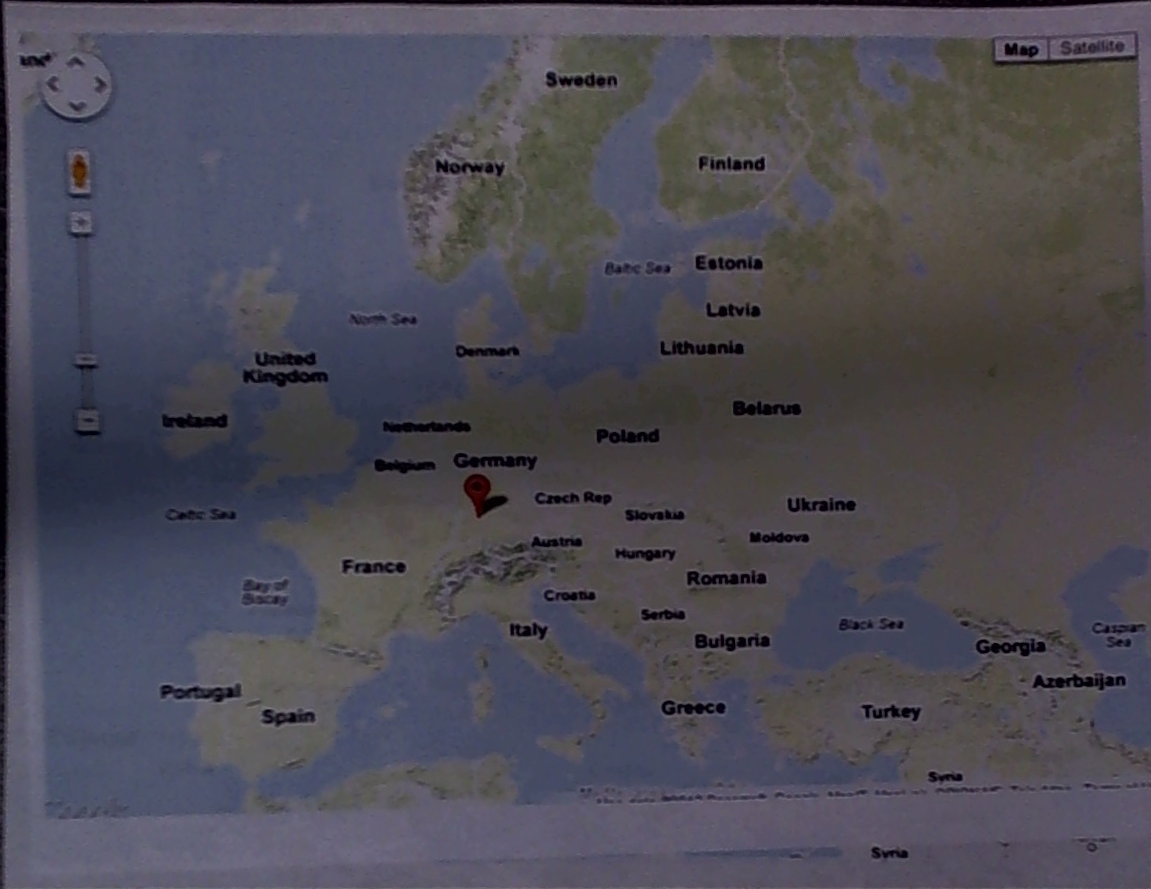 Map
Satellite
Sweden
Norway
Finland
Baltic Sea
Estonia
Latvia
North Sea
Denmark
Lithuania
United
Kingdom
Ireland
Netherlands
Belarus
Poland
Belgium
Germany
Czech Rep
Ukraine
Celtic Sea
Slovakia
Austria
Moldova
Hungary
France
Romania
Bay of
Biscay
Croatia
Serbia
Black Sea
Italy
Bulgaria
Georgia
Caspian
Sea
Azerbaijan
Portugal
Spain
Greece
Turkey
Syria
Syria